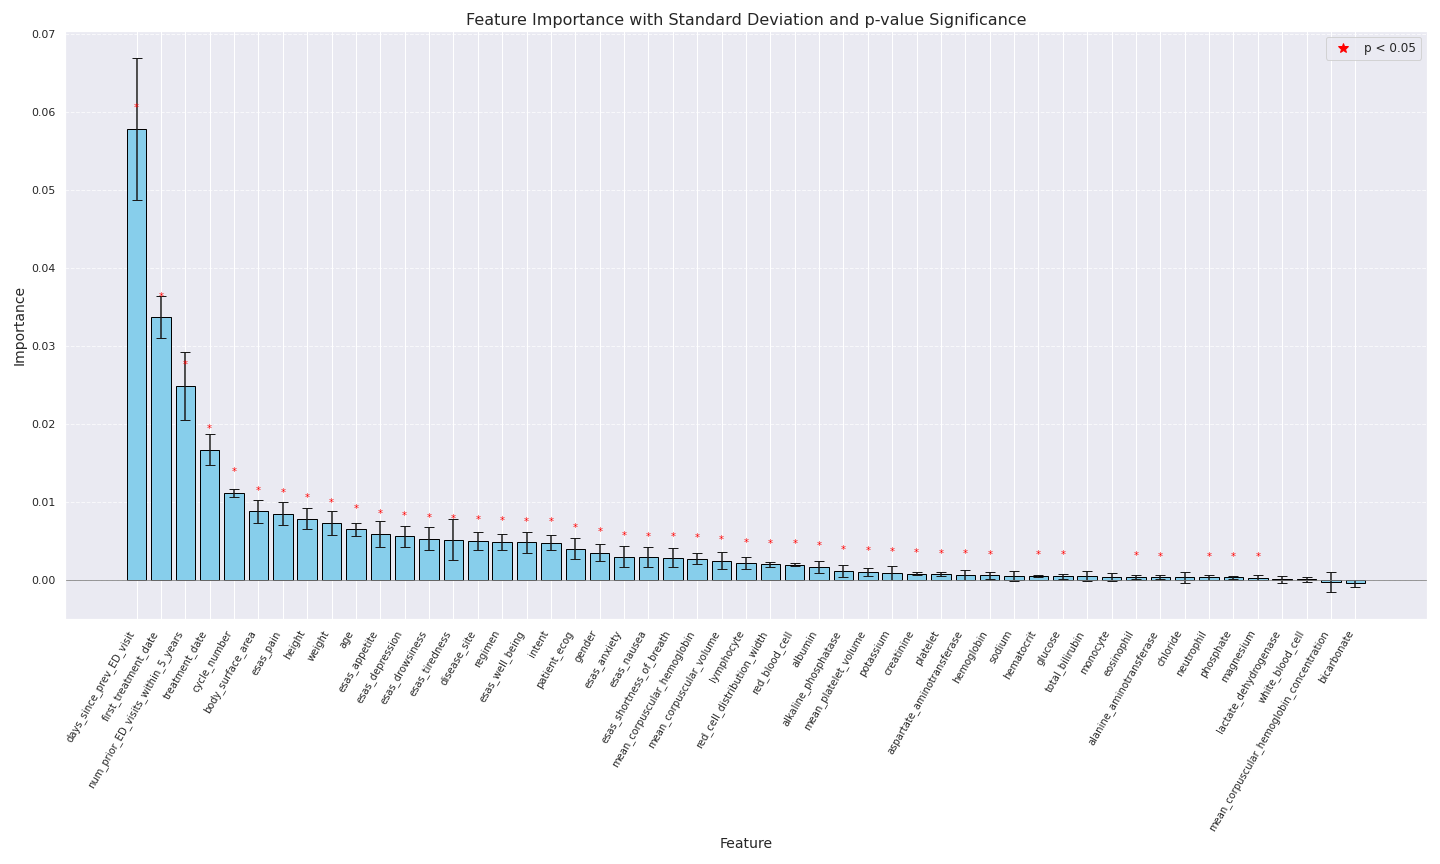 Feature Importance with Standard Deviation and p-value Significance
p < 0.05
Importance
0.07
0.06
0.05
0.04
0.03
0.02
0.01
0.00
days_since_prev_ED_visit
first_treatment_date
num_prior_ED_visits_within_5_years
treatment_date
cycle_number
body_surface_area
esas_pain
height
weight
age
esas_appetite
esas_depression
esas_drowsiness
esas_tiredness
disease_site
regimen
esas_well_being
intent
patient_ecog
gender
esas_anxiety
esas_nausea
esas_shortness_of_breath
mean_corpuscular_hemoglobin
mean_corpuscular_volume
lymphocyte
red_cell_distribution_width
red_blood_cell
albumin
alkaline_phosphatase
mean_platelet_volume
potassium
creatinine
platelet
aspartate_aminotransferase
hemoglobin
sodium
hematocrit
glucose
total_bilirubin
monocyte
eosinophil
alanine_aminotransferase
chloride
neutrophil
phosphate
magnesium
lactate_dehydrogenase
white_blood_cell
mean_corpuscular_hemoglobin_concentration
bicarbonate
Feature